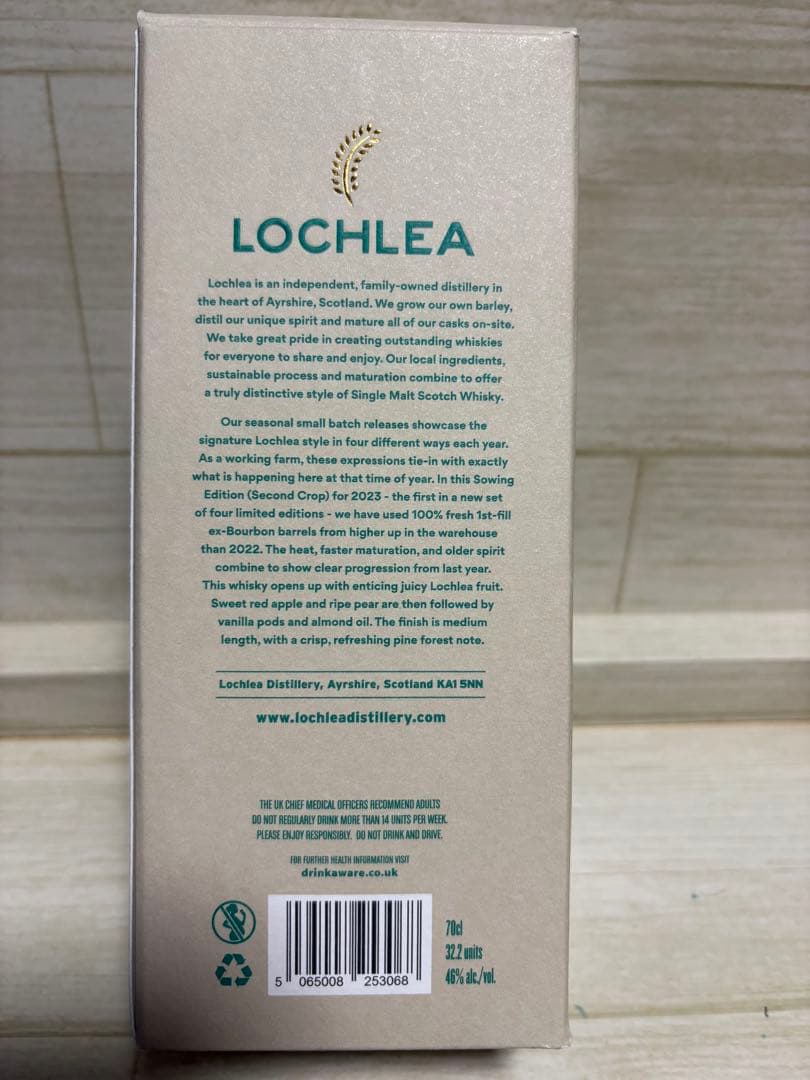 LOCHLEA
Lochlea is an independent, family-owned distillery in
the heart of Ayrshire, Scotland. We grow our own barley,
distil our unique spirit and mature all of our casks on-site.
We take great pride in creating outstanding whiskies
for everyone to share and enjoy. Our local ingredients,
sustainable process and maturation combine to offer
a truly distinctive style of Single Malt Scotch Whisky.
Our seasonal small batch releases showcase the
signature Lochlea style in four different ways each year.
As a working farm, these expressions tie-in with exactly
what is happening here at that time of year. In this Sowing
Edition (Second Crop) for 2023 - the first in a new set
of four limited editions - we have used 100% fresh 1st-fill
ex-Bourbon barrels from higher up in the warehouse
than 2022. The heat, faster maturation, and older spirit
combine to show clear progression from last year.
This whisky opens up with enticing juicy Lochlea fruit.
Sweet red apple and ripe pear are then followed by
vanilla pods and almond oil. The finish is medium
length, with a crisp, refreshing pine forest note.
Lochlea Distillery, Ayrshire, Scotland KA1 5NN
www.lochleadistillery.com
THE UK CHIEF MEDICAL OFFICERS RECOMMEND ADULTS
DO NOT REGULARLY DRINK MORE THAN 14 UNITS PER WEEK.
PLEASE ENJOY RESPONSIBLY. DO NOT DRINK AND DRIVE.
FOR FURTHER HEALTH INFORMATION VISIT
drinkaware.co.uk
70cl
32.2 units
46% alc./vol.
5 065008 253068